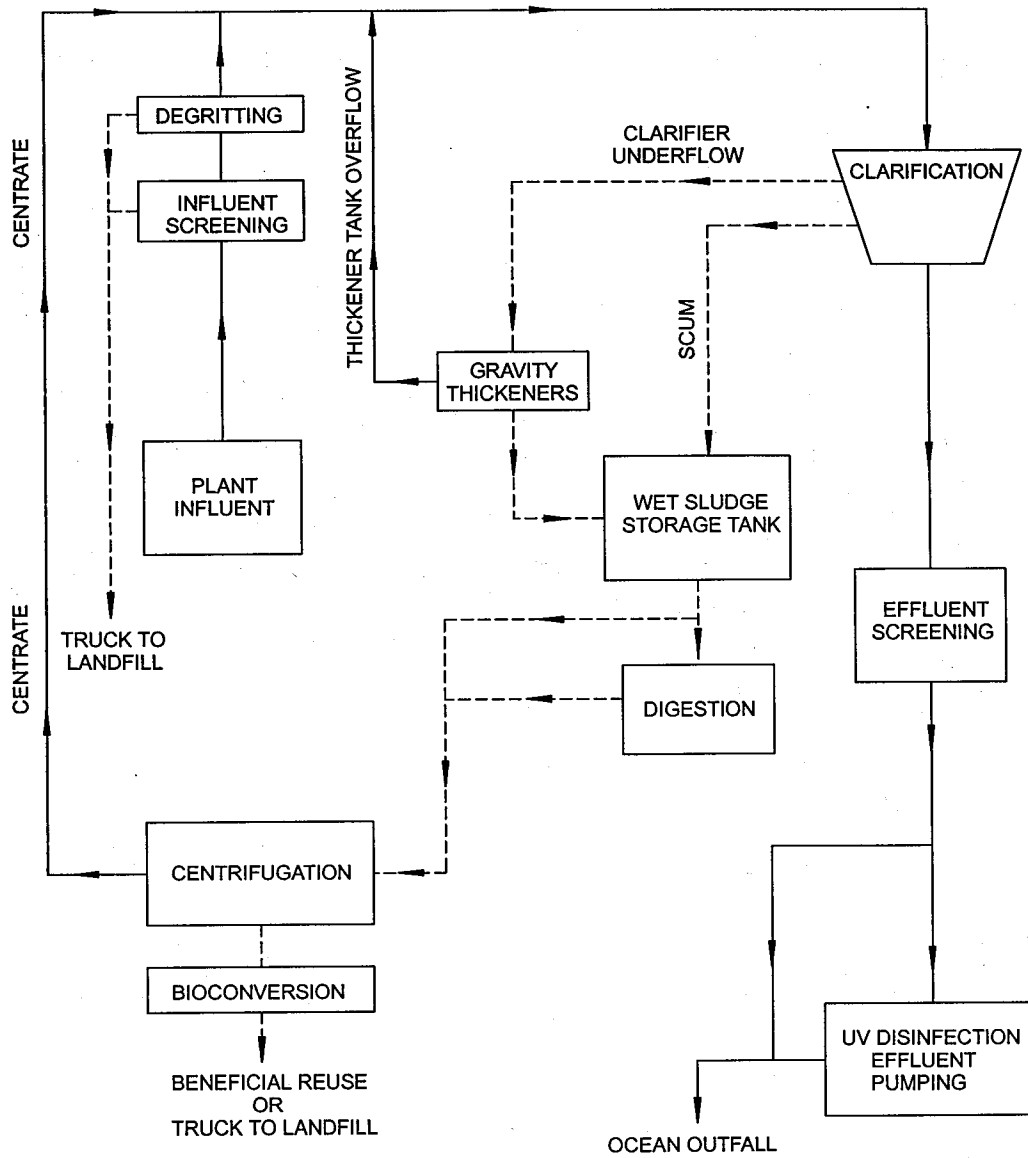 DEGRITTING
INFLUENT
SCREENING
CENTRATE
THICKENER TANK OVERFLOW
CLARIFIER
UNDERFLOW
CLARIFICATION
SCUM
GRAVITY
THICKENERS
PLANT
INFLUENT
WET SLUDGE
STORAGE TANK
EFFLUENT
SCREENING
CENTRATE
TRUCK TO
LANDFILL
DIGESTION
CENTRIFUGATION
BIOCONVERSION
BENEFICIAL REUSE
OR
TRUCK TO LANDFILL
UV DISINFECTION
EFFLUENT
PUMPING
OCEAN OUTFALL